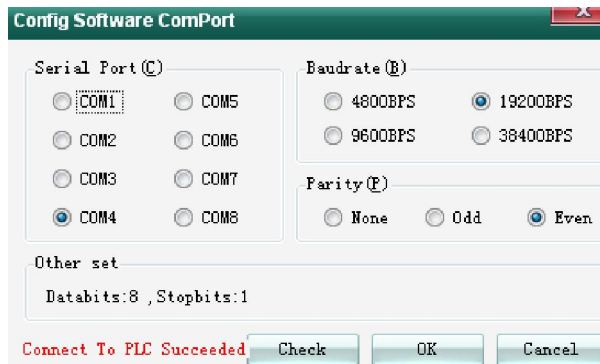 Config Software ComPort
Serial Port(C)
COM1 COM5
COM2 COM6
COM3 COM7
COM4 COM8
Baudrate(B)
4800BPS 19200BPS
9600BPS 38400BPS
Parity(P)
None Odd Even
Other set
Databits:8 ,Stopbits:1
Connect To PLC Succeeded Check OK Cancel